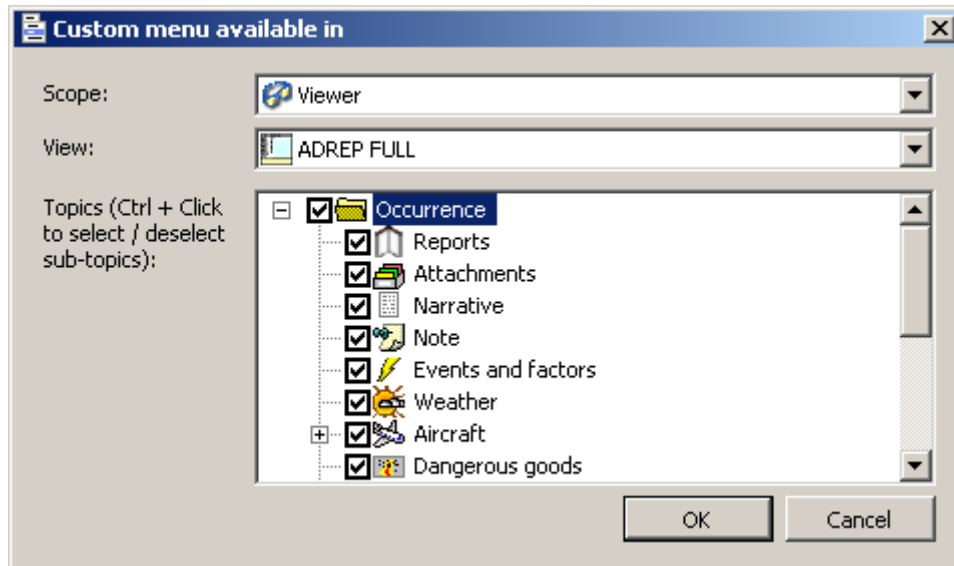 Custom menu available in
Scope:
Viewer
View:
ADREP FULL
Topics (Ctrl + Click
to select / deselect
sub-topics):
Occurrence
Reports
Attachments
Narrative
Note
Events and factors
Weather
Aircraft
Dangerous goods
OK
Cancel